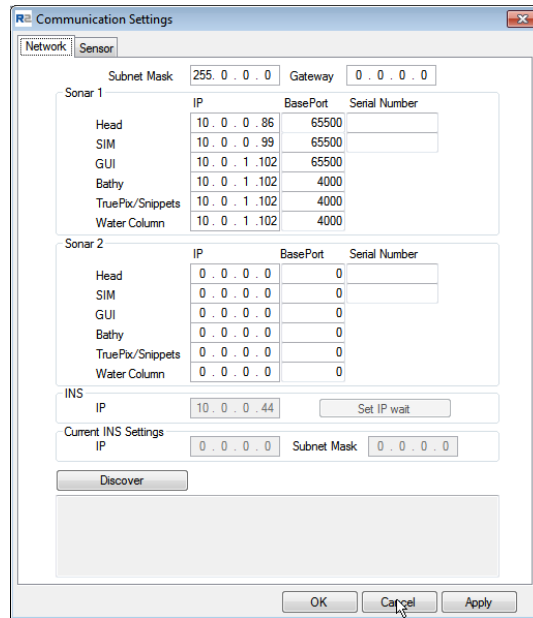 R2 Communication Settings
Network Sensor
Subnet Mask 255. 0 . 0 . 0 Gateway 0 . 0 . 0 . 0
Sonar 1
IP BasePort Serial Number
Head 10 . 0 . 0 . 86 65500
SIM 10 . 0 . 0 . 99 65500
GUI 10 . 0 . 1 . 102 65500
Bathy 10 . 0 . 1 . 102 4000
TruePix/Snippets 10 . 0 . 1 . 102 4000
Water Column 10 . 0 . 1 . 102 4000
Sonar 2
IP BasePort Serial Number
Head 0 . 0 . 0 . 0 0
SIM 0 . 0 . 0 . 0 0
GUI 0 . 0 . 0 . 0 0
Bathy 0 . 0 . 0 . 0 0
TruePix/Snippets 0 . 0 . 0 . 0 0
Water Column 0 . 0 . 0 . 0 0
INS
IP 10 . 0 . 0 . 44 Set IP wait
Current INS Settings
IP 0 . 0 . 0 . 0 Subnet Mask 0 . 0 . 0 . 0
Discover
OK Cancel Apply